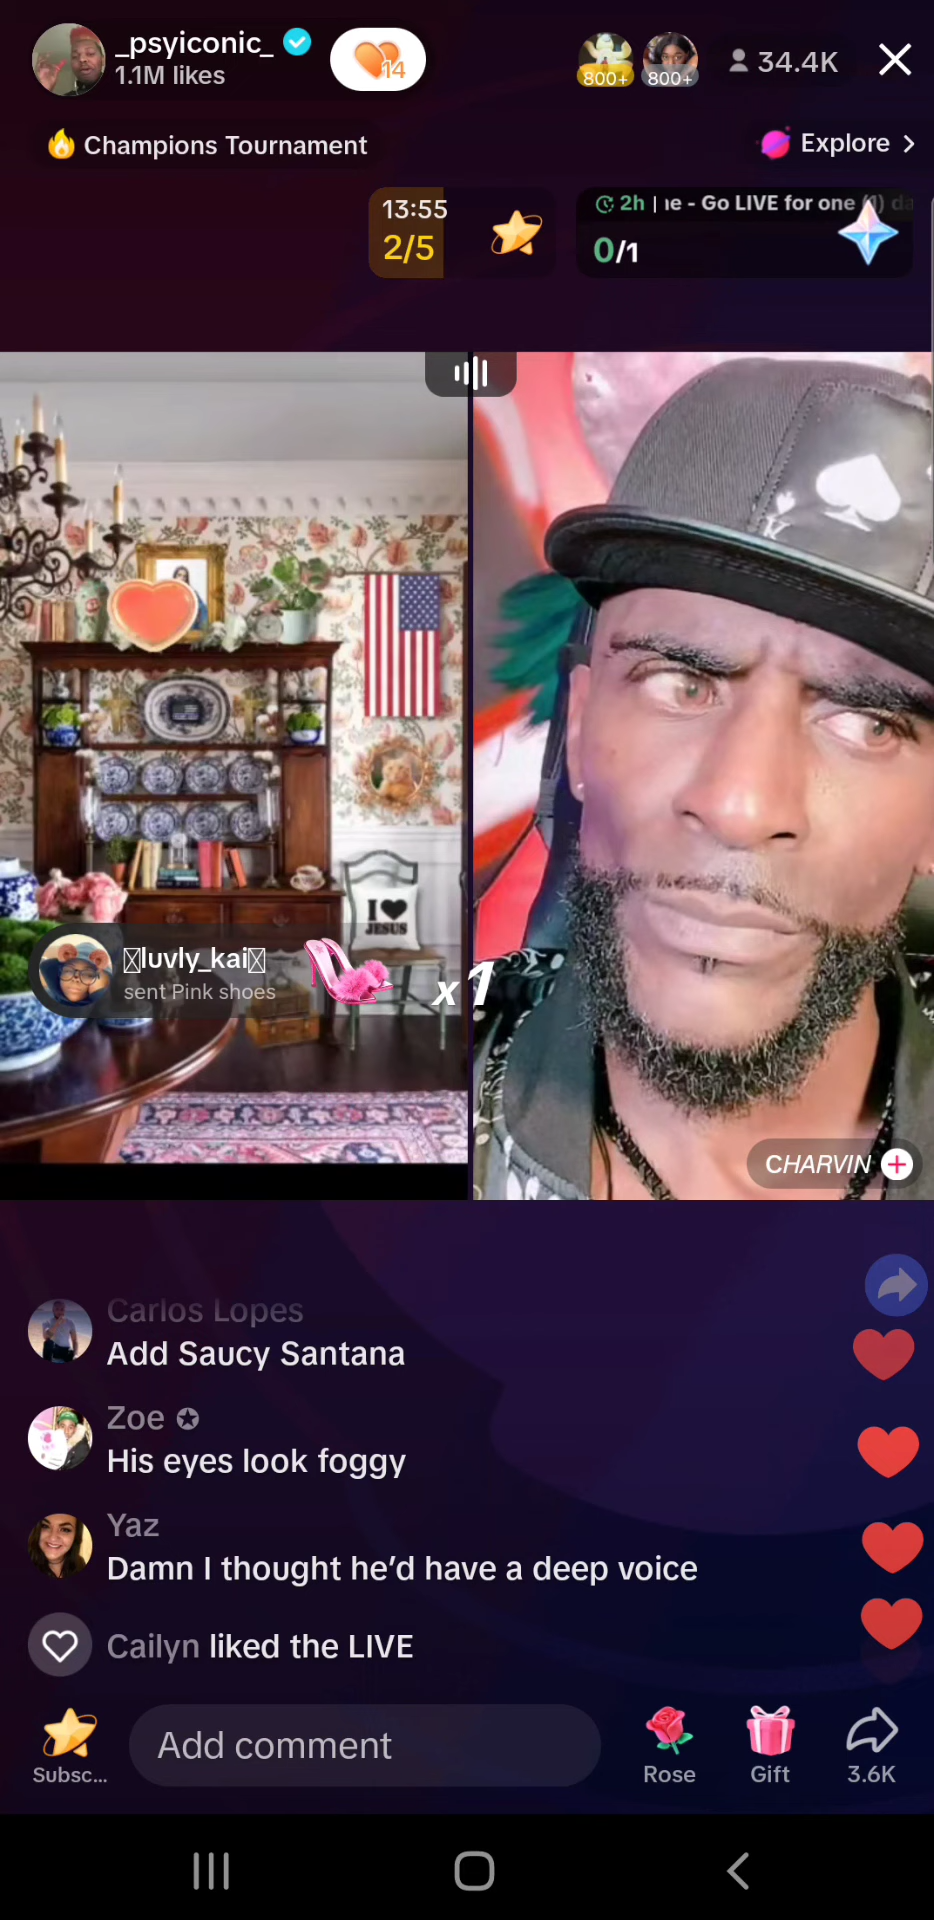 _psyiconic_
1.1M likes
14
800+
800+
34.4K
Champions Tournament
Explore >
13:55
2/5
2h | ne - Go LIVE for one (1) da
0/1
I ♥
JESUS
luvly_kai
sent Pink shoes
x1
CHARVIN
Carlos Lopes
Add Saucy Santana
Zoe
His eyes look foggy
Yaz
Damn I thought he’d have a deep voice
Cailyn liked the LIVE
Subsc...
Add comment
Rose
Gift
3.6K